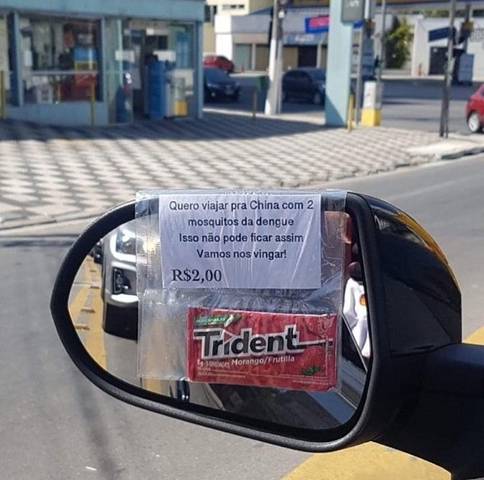 Quero viajar pra China com 2
mosquitos da dengue
Isso não pode ficar assim
Vamos nos vingar!
R$2,00
Trident
Morango/Frutilla